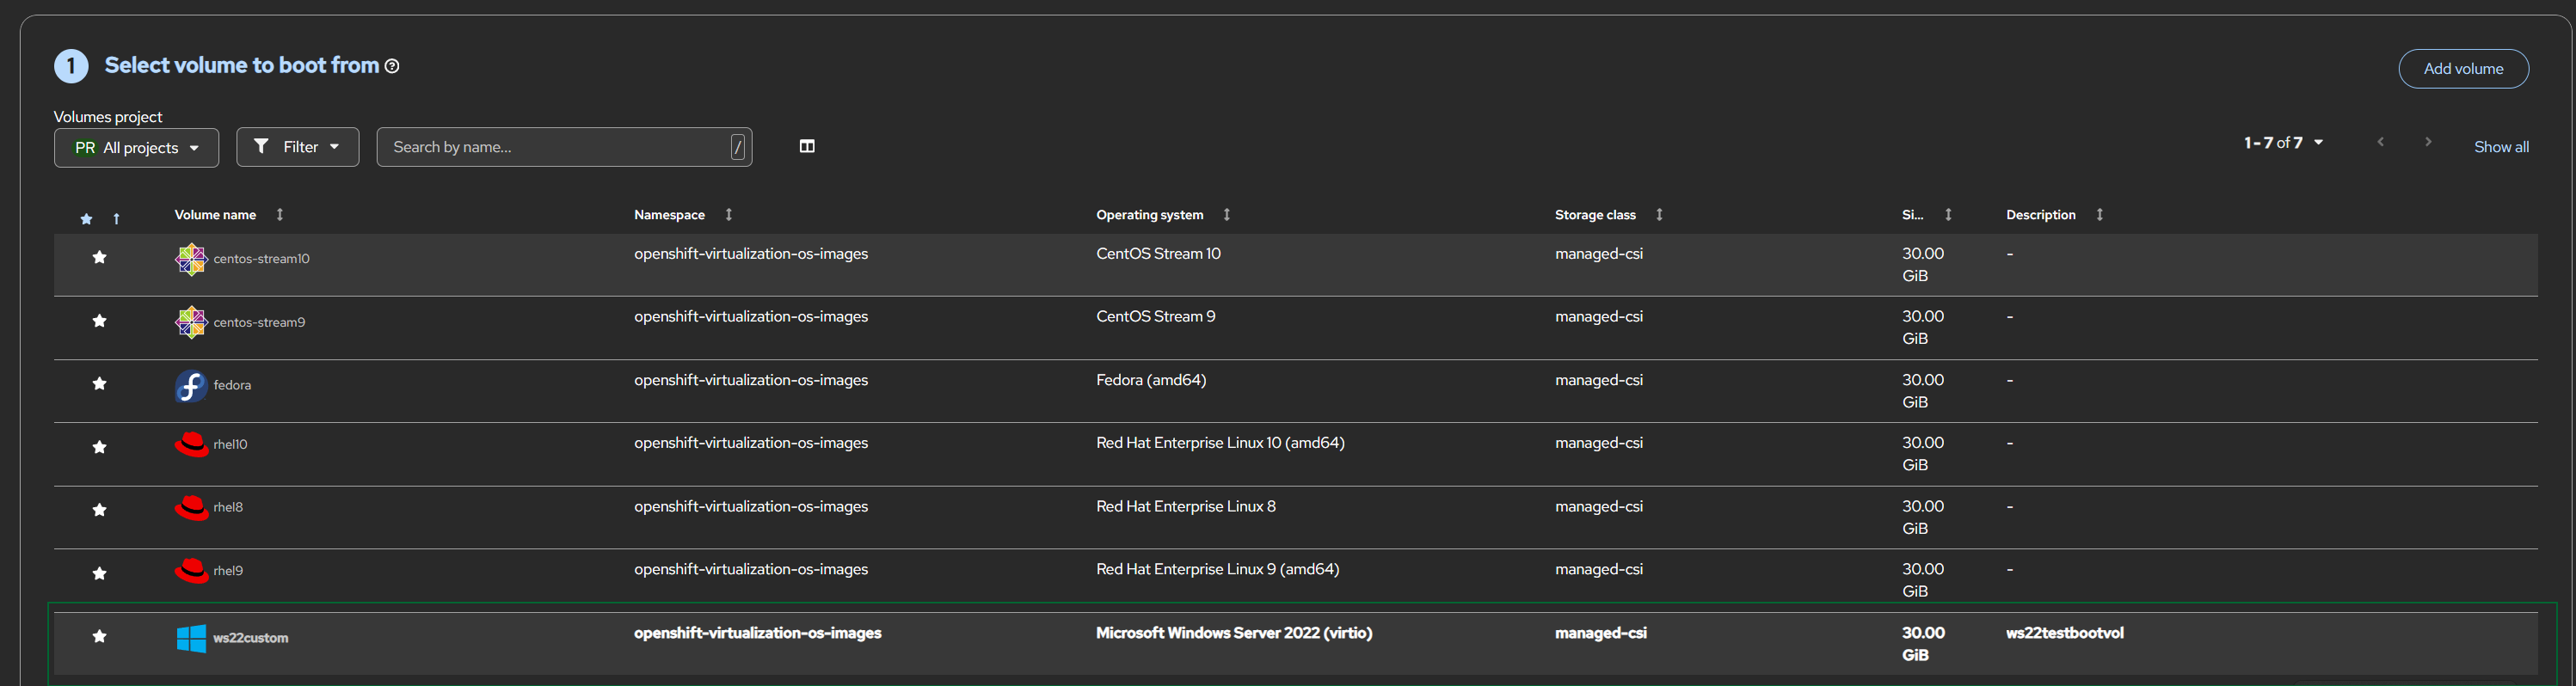 1 Select volume to boot from
Add volume
Volumes project
PR All projects Filter Search by name... / 1 - 7 of 7 Show all
Volume name Namespace Operating system Storage class Si... Description
centos-stream10 openshift-virtualization-os-images CentOS Stream 10 managed-csi 30.00 GiB -
centos-stream9 openshift-virtualization-os-images CentOS Stream 9 managed-csi 30.00 GiB -
fedora openshift-virtualization-os-images Fedora (amd64) managed-csi 30.00 GiB -
rhel10 openshift-virtualization-os-images Red Hat Enterprise Linux 10 (amd64) managed-csi 30.00 GiB -
rhel8 openshift-virtualization-os-images Red Hat Enterprise Linux 8 managed-csi 30.00 GiB -
rhel9 openshift-virtualization-os-images Red Hat Enterprise Linux 9 (amd64) managed-csi 30.00 GiB -
ws22custom openshift-virtualization-os-images Microsoft Windows Server 2022 (virtio) managed-csi 30.00 GiB ws22testbootvol